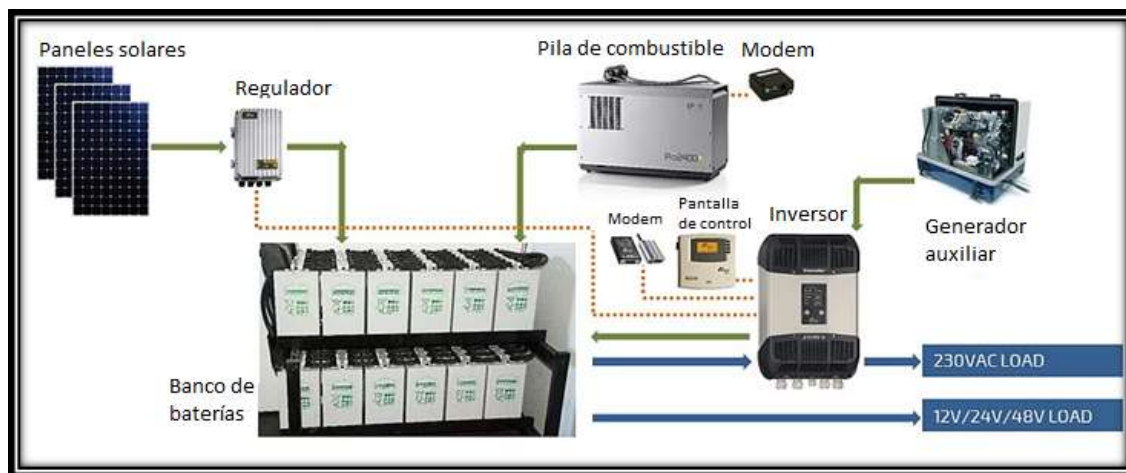 Paneles solares
Regulador
Pila de combustible
Modem
Pro2400
Modem
Pantalla
de control
Inversor
Generador
auxiliar
Banco de
baterías
230VAC LOAD
12V/24V/48V LOAD